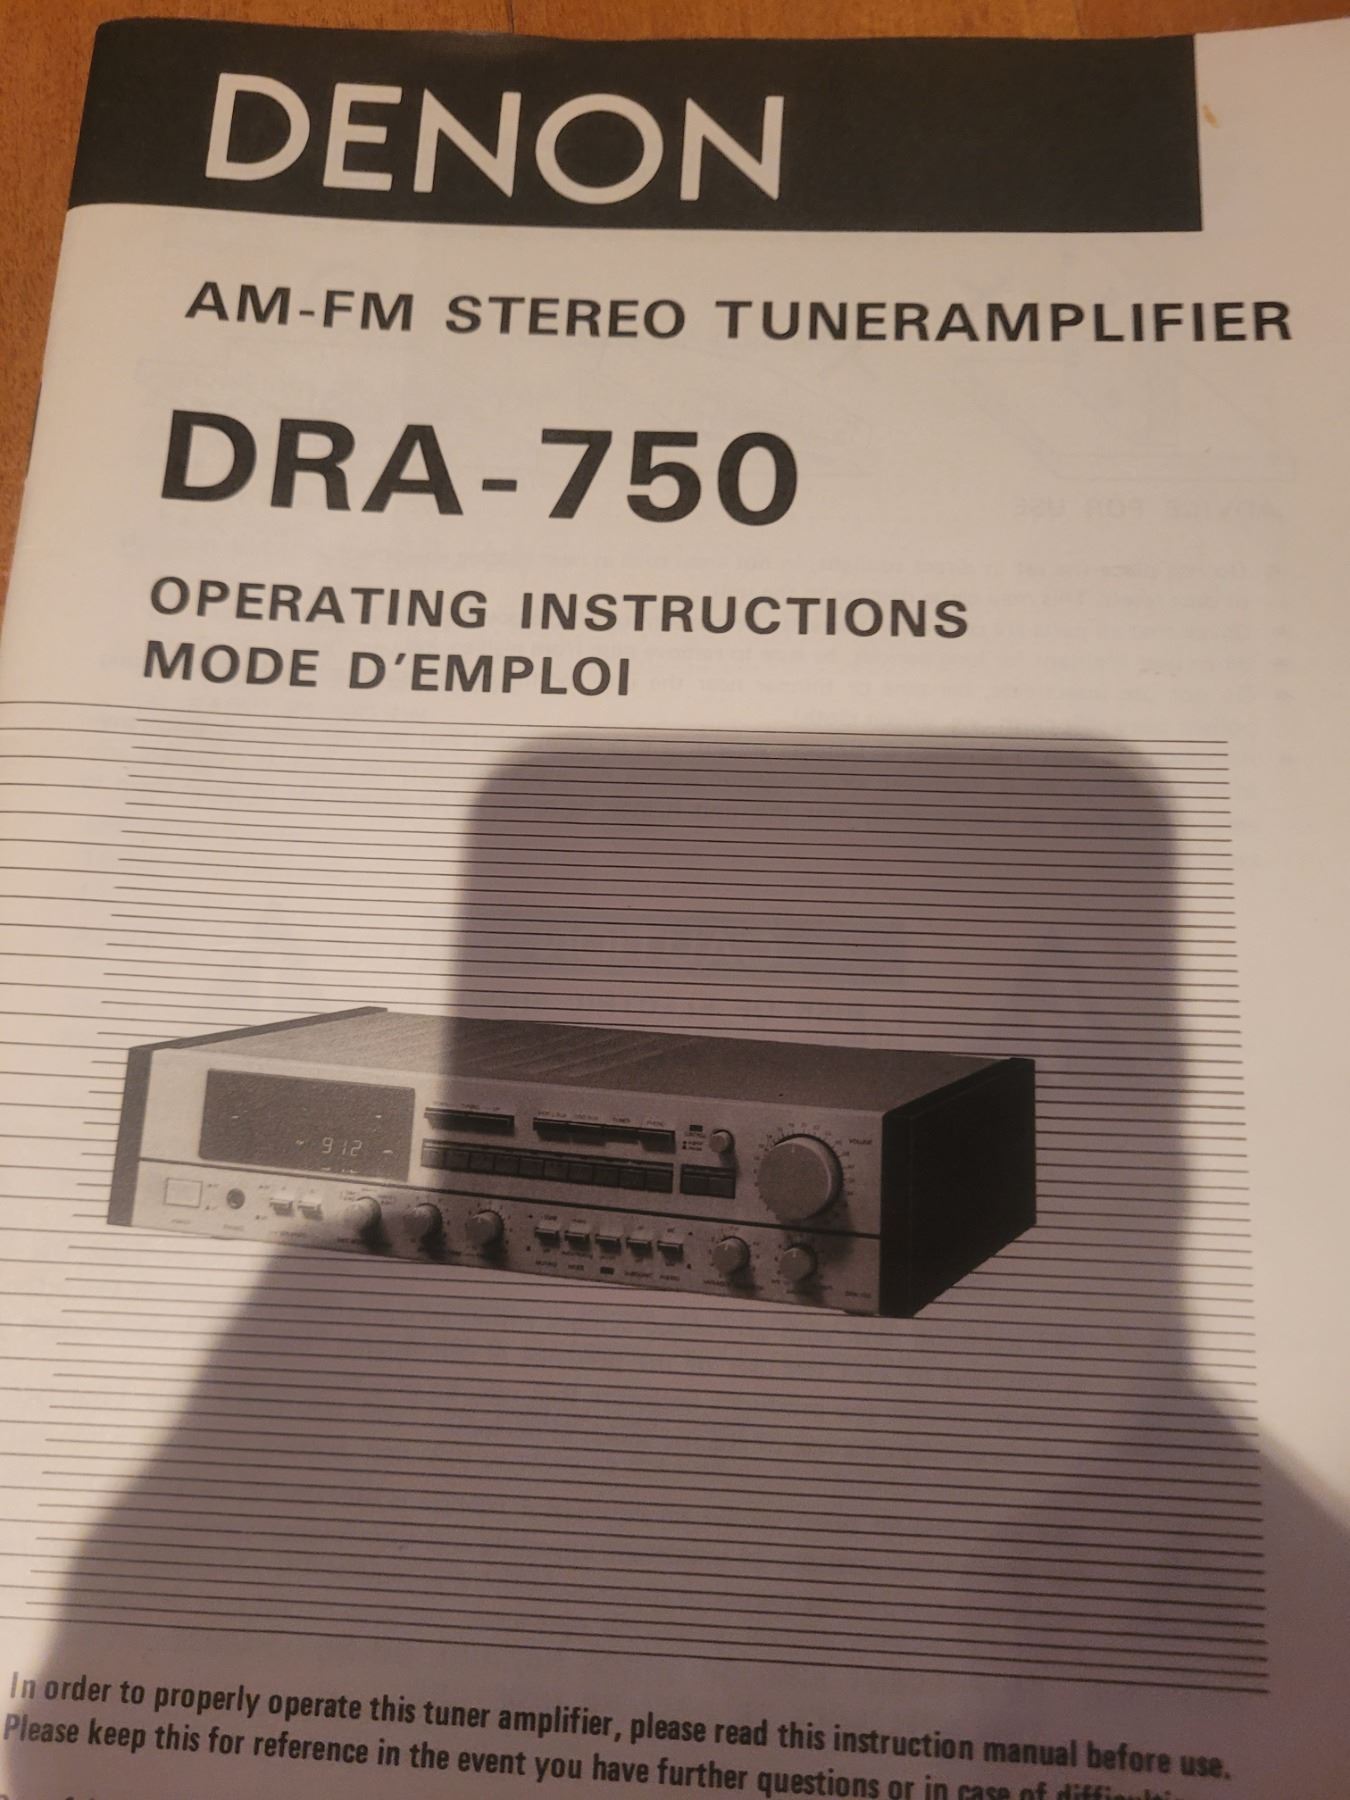 DENON
AM-FM STEREO TUNERAMPLIFIER
DRA-750
OPERATING INSTRUCTIONS
MODE D'EMPLOI
912
VOLUME
In order to properly operate this tuner amplifier, please read this instruction manual before use.
Please keep this for reference in the event you have further questions or in case of